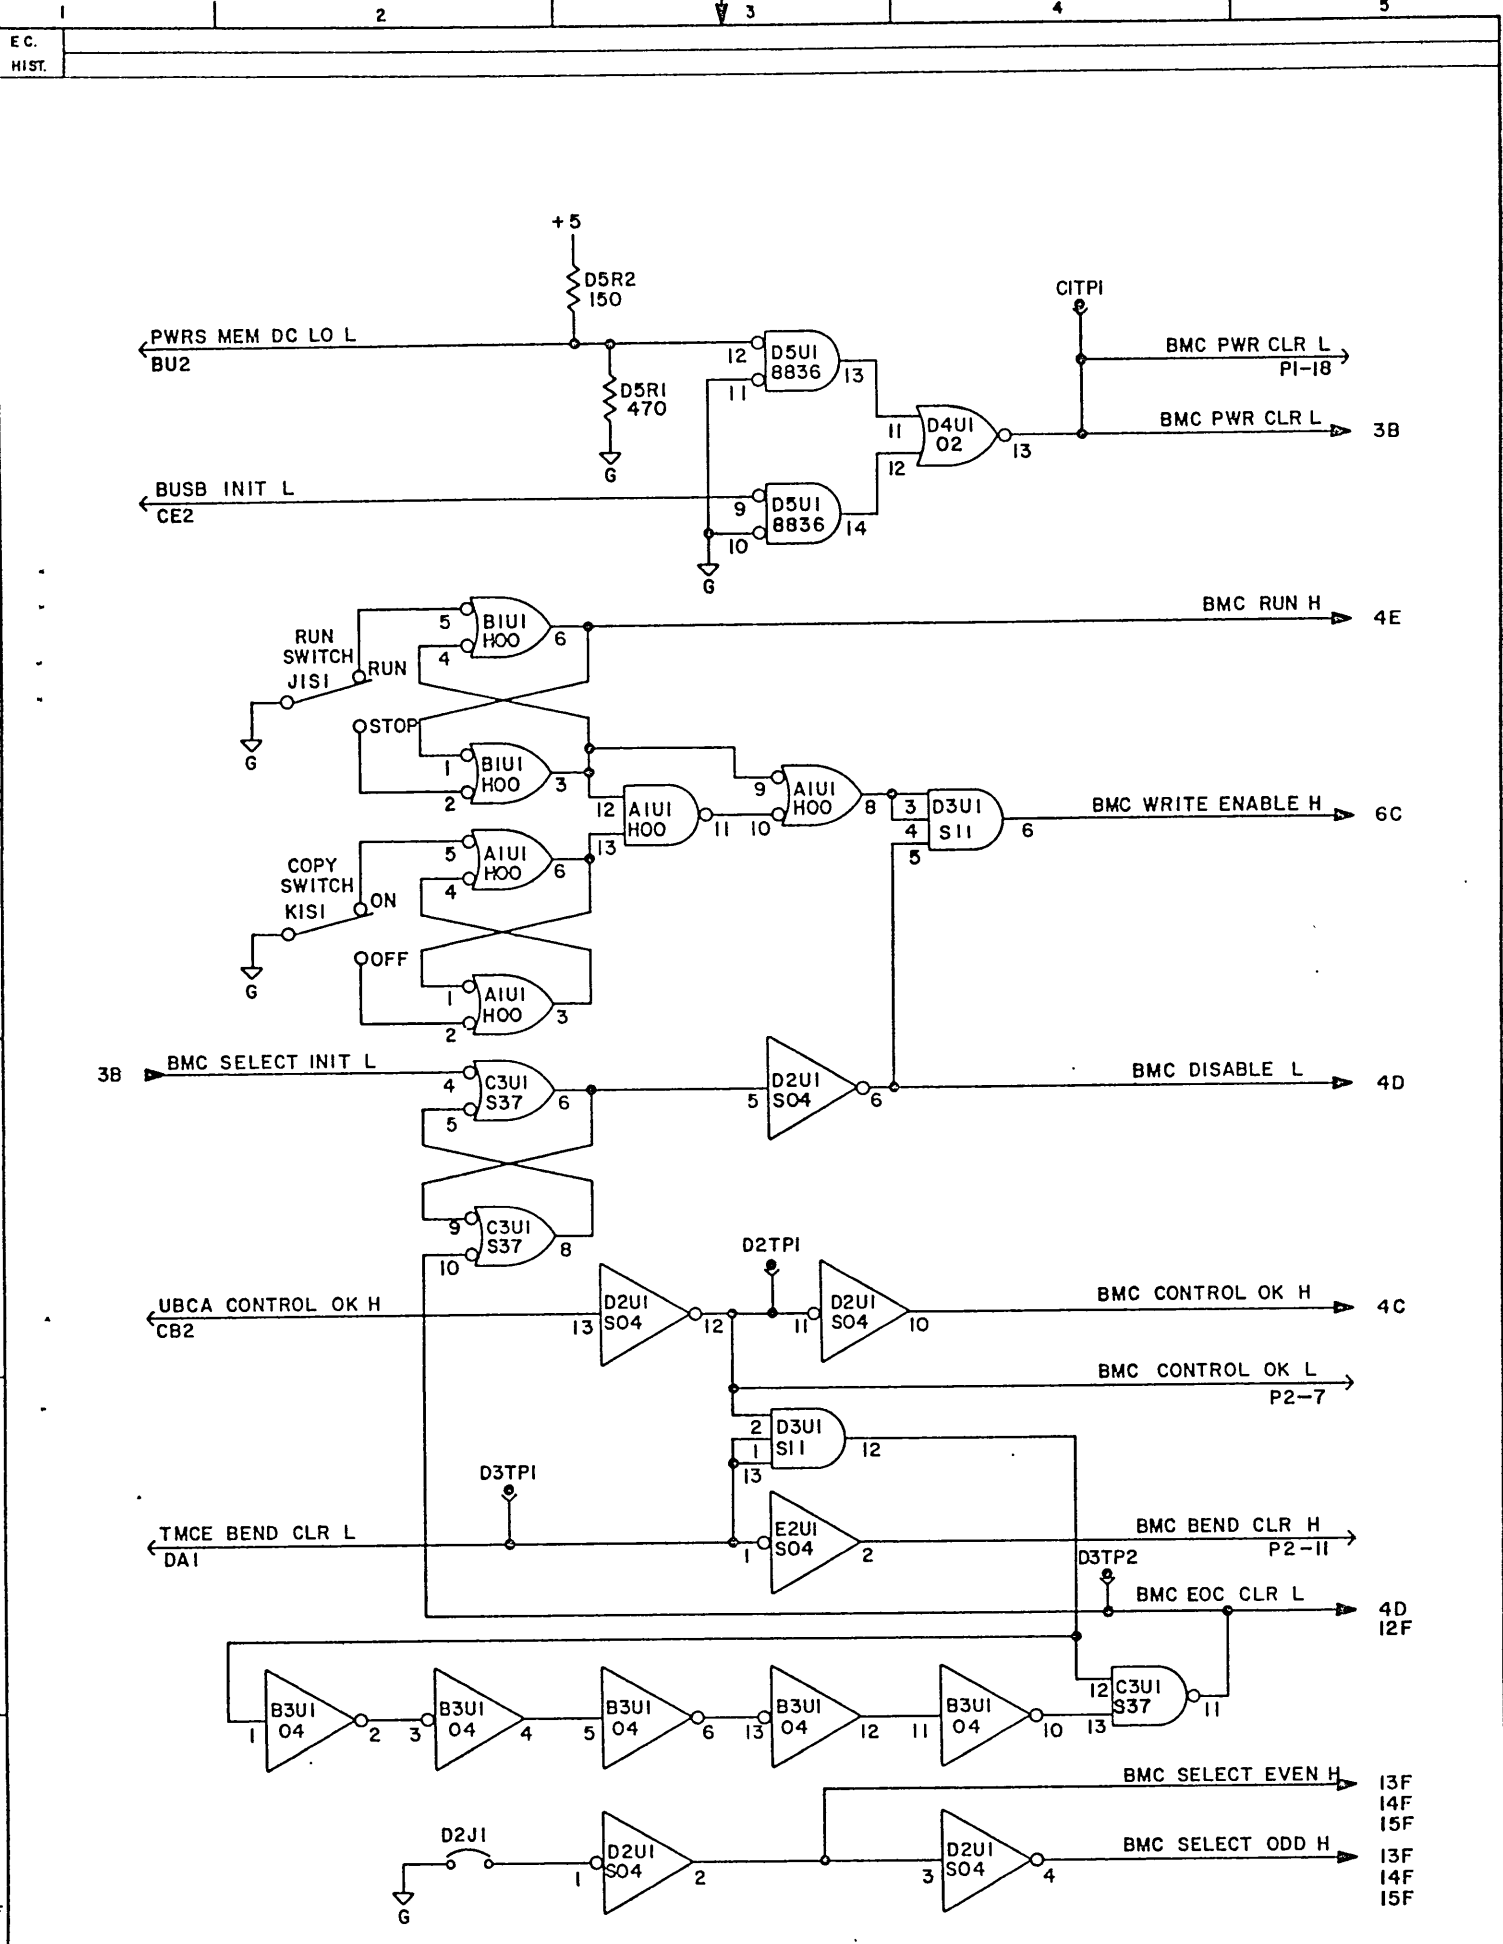 1 2 3 4 5
E C.
HIST.
+5
D5R2
150
C1TP1
PWRS MEM DC LO L
BU2
12
D5U1
8836
13
11
BMC PWR CLR L
P1-18
D5R1
470
G
11
D4U1
02
12
13
BMC PWR CLR L
3B
BUSB INIT L
CE2
9
D5U1
8836
14
10
G
5
B1U1
H00
6
4
BMC RUN H
4E
RUN
SWITCH
J1S1
RUN
STOP
G
1
B1U1
H00
3
2
12
A1U1
H00
11
13
9
A1U1
H00
8
10
3
D3U1
4
S11
5
6
BMC WRITE ENABLE H
6C
5
A1U1
H00
6
4
COPY
SWITCH
K1S1
ON
OFF
G
1
A1U1
H00
3
2
3B
BMC SELECT INIT L
4
C3U1
S37
6
5
5
D2U1
S04
6
BMC DISABLE L
4D
9
C3U1
S37
8
10
D2TP1
UBCA CONTROL OK H
CB2
13
D2U1
S04
12
11
D2U1
S04
10
BMC CONTROL OK H
4C
BMC CONTROL OK L
P2-7
2
D3U1
1
S11
13
12
D3TP1
TMCE BEND CLR L
DA1
1
E2U1
S04
2
BMC BEND CLR H
P2-11
D3TP2
BMC EOC CLR L
4D
12F
1
B3U1
04
2
3
B3U1
04
4
5
B3U1
04
6
13
B3U1
04
12
11
B3U1
04
10
12
C3U1
S37
13
11
BMC SELECT EVEN H
13F
14F
15F
D2J1
G
1
D2U1
S04
2
3
D2U1
S04
4
BMC SELECT ODD H
13F
14F
15F